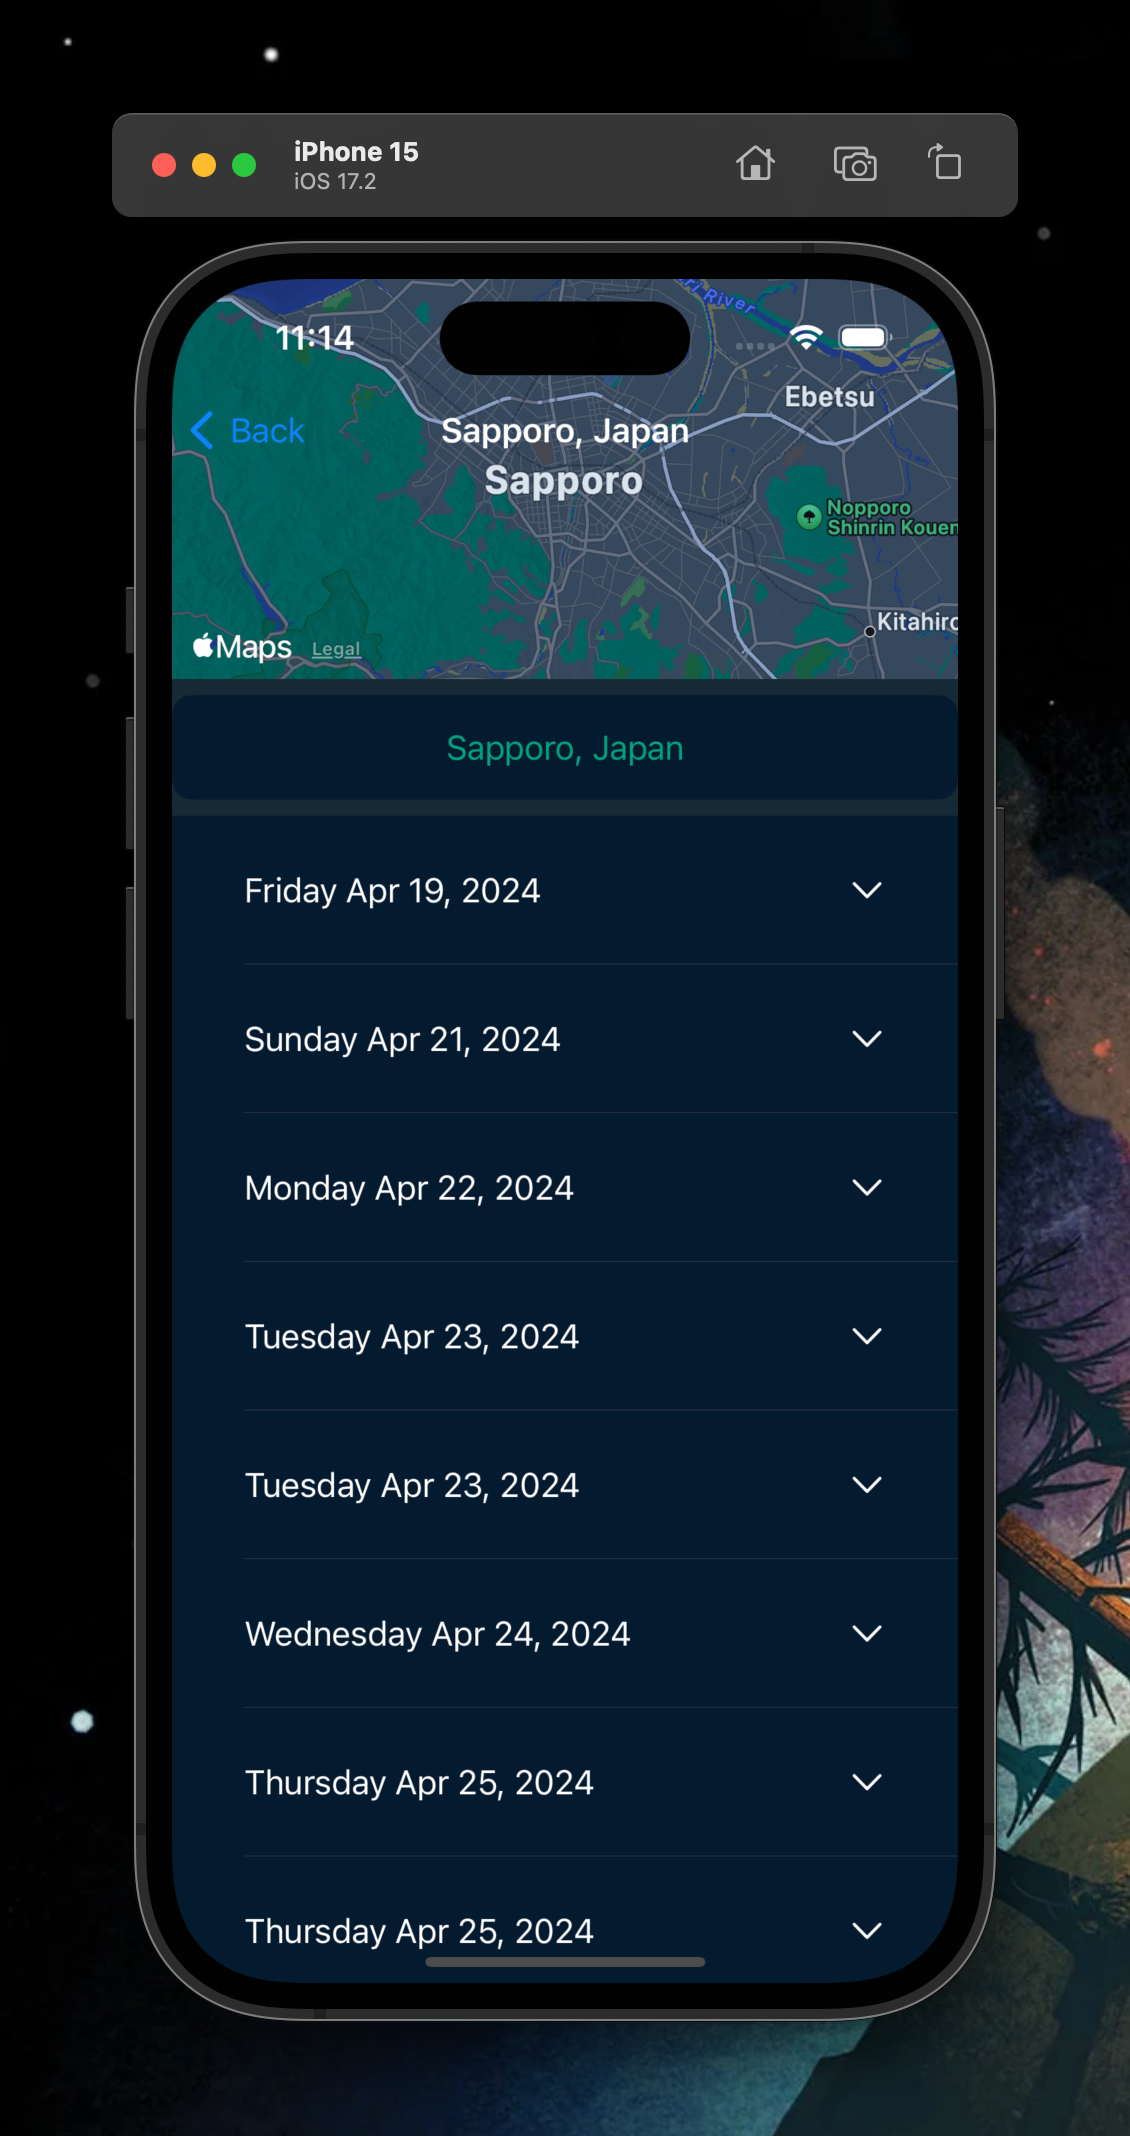 iPhone 15
iOS 17.2
11:14
ri River
Ebetsu
Back
Sapporo, Japan
Sapporo
Nopporo
Shinrin Kouen
Kitahiro
Maps Legal
Sapporo, Japan
Friday Apr 19, 2024
Sunday Apr 21, 2024
Monday Apr 22, 2024
Tuesday Apr 23, 2024
Tuesday Apr 23, 2024
Wednesday Apr 24, 2024
Thursday Apr 25, 2024
Thursday Apr 25, 2024